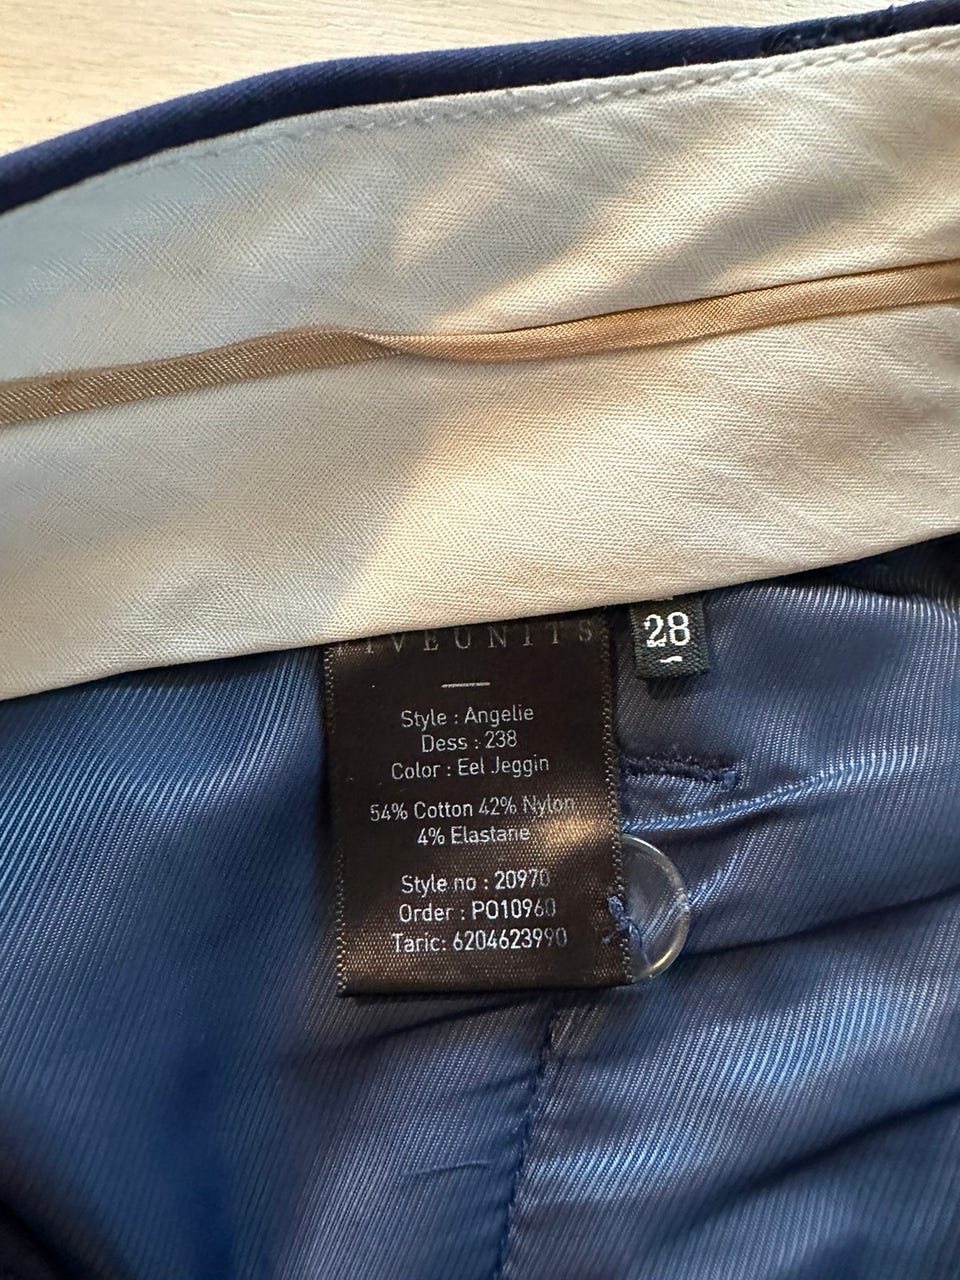 IVEUNITS
28
Style : Angelie
Dess : 238
Color : Eel Jeggin
54% Cotton 42% Nylon
4% Elastane
Style no : 20970
Order : PO10960
Taric: 6204623990